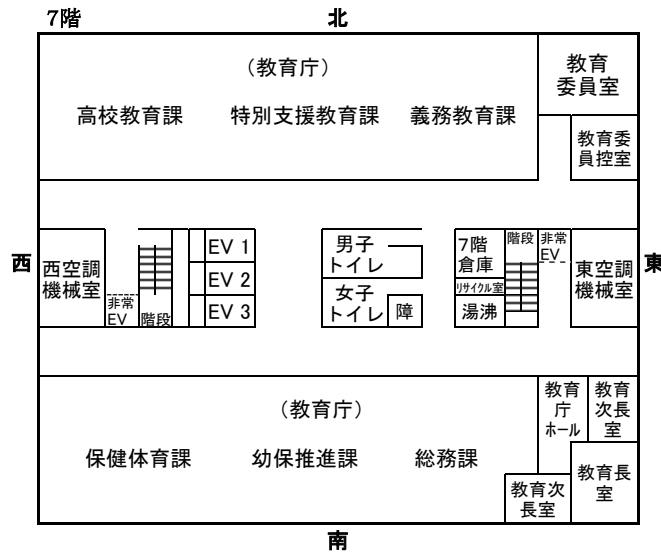 7階
北
（教育庁）
高校教育課
特別支援教育課
義務教育課
教育
委員室
教育委
員控室
西
西空調
機械室
非常
EV
階段
EV 1
EV 2
EV 3
男子
トイレ
女子
トイレ
障
7階
倉庫
リサイクル室
湯沸
階段
非常
EV
東空調
機械室
東
（教育庁）
保健体育課
幼保推進課
総務課
教育
庁
ホール
教育
次長
室
教育次
長室
教育長
室
南